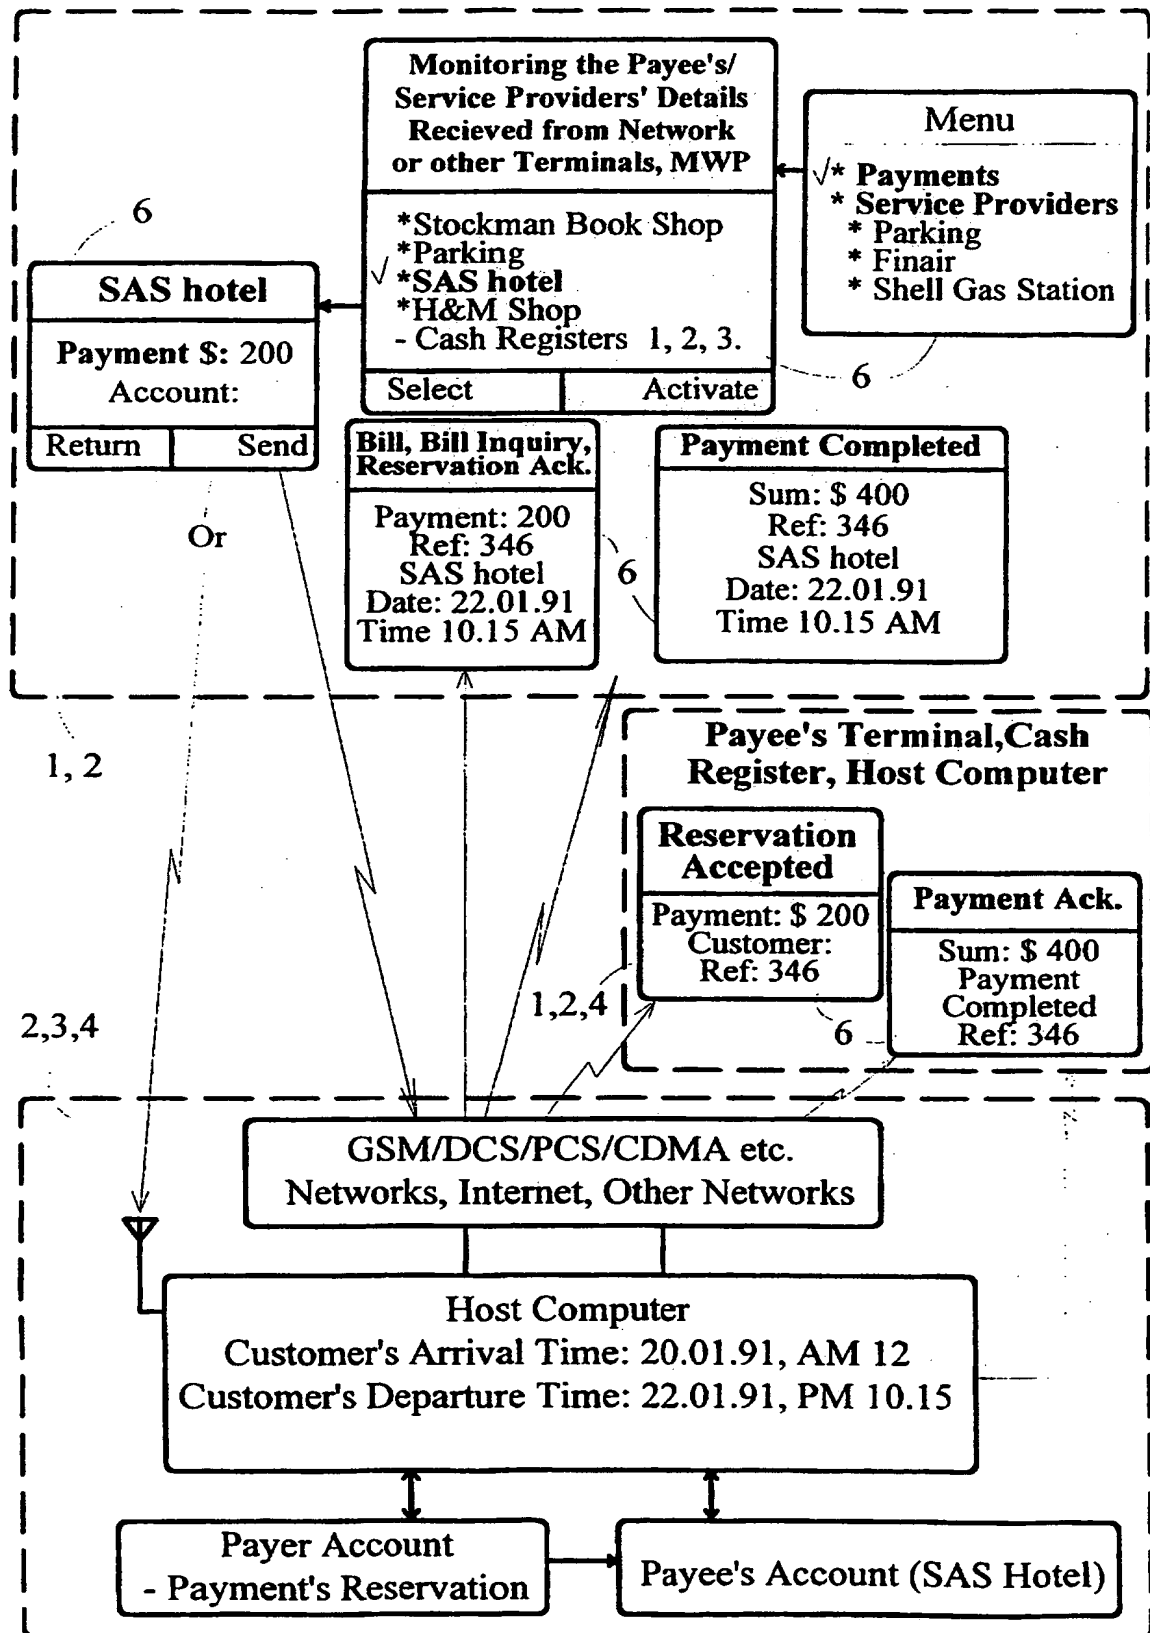 Monitoring the Payee's/
Service Providers' Details
Recieved from Network
or other Terminals, MWP
*Stockman Book Shop
*Parking
√ *SAS hotel
*H&M Shop
- Cash Registers 1, 2, 3.
Select Activate
Menu
√* Payments
* Service Providers
* Parking
* Finair
* Shell Gas Station
6
6
SAS hotel
Payment $: 200
Account:
Return Send
Or
Bill, Bill Inquiry,
Reservation Ack.
Payment: 200
Ref: 346
SAS hotel
Date: 22.01.91
Time 10.15 AM
6
Payment Completed
Sum: $ 400
Ref: 346
SAS hotel
Date: 22.01.91
Time 10.15 AM
1, 2
Payee's Terminal,Cash
Register, Host Computer
Reservation
Accepted
Payment: $ 200
Customer:
Ref: 346
Payment Ack.
Sum: $ 400
Payment
Completed
Ref: 346
1,2,4
6
2,3,4
GSM/DCS/PCS/CDMA etc.
Networks, Internet, Other Networks
Host Computer
Customer's Arrival Time: 20.01.91, AM 12
Customer's Departure Time: 22.01.91, PM 10.15
Payer Account
- Payment's Reservation
Payee's Account (SAS Hotel)